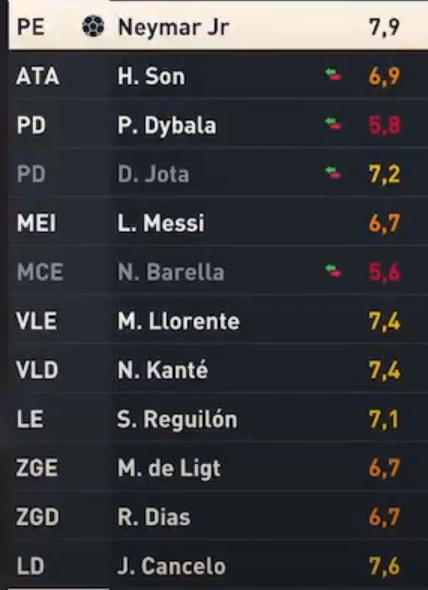 PE Neymar Jr 7,9
ATA H. Son 6,9
PD P. Dybala 5,8
PD D. Jota 7,2
MEI L. Messi 6,7
MCE N. Barella 5,6
VLE M. Llorente 7,4
VLD N. Kanté 7,4
LE S. Reguilón 7,1
ZGE M. de Ligt 6,7
ZGD R. Dias 6,7
LD J. Cancelo 7,6